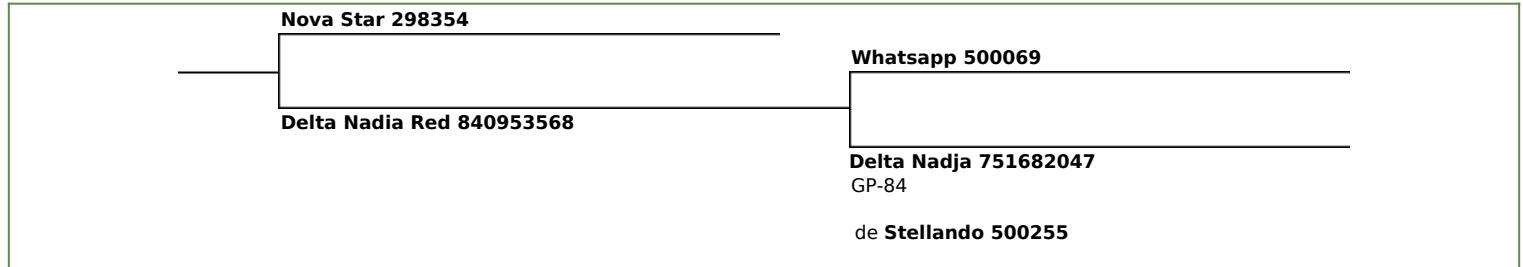 Nova Star 298354
Whatsapp 500069
Delta Nadia Red 840953568
Delta Nadja 751682047
GP-84
de Stellando 500255